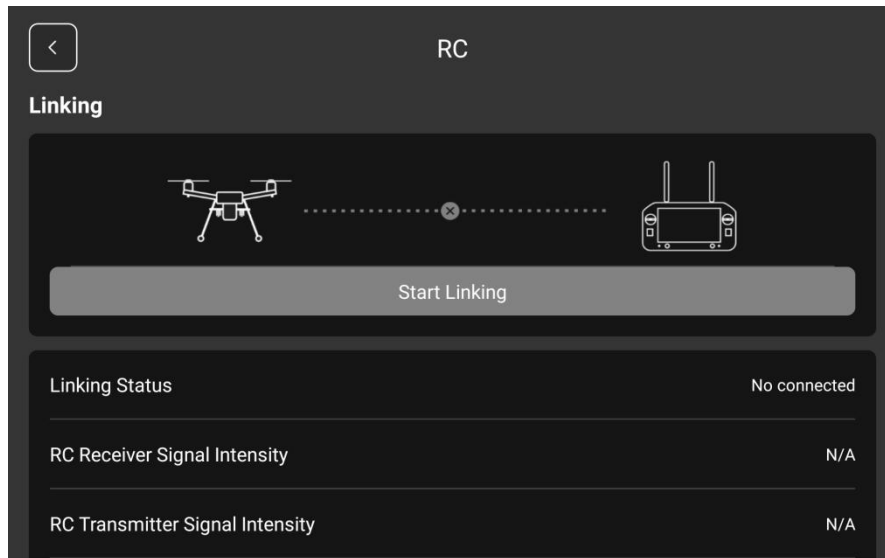 RC
Linking
Start Linking
Linking Status No connected
RC Receiver Signal Intensity N/A
RC Transmitter Signal Intensity N/A